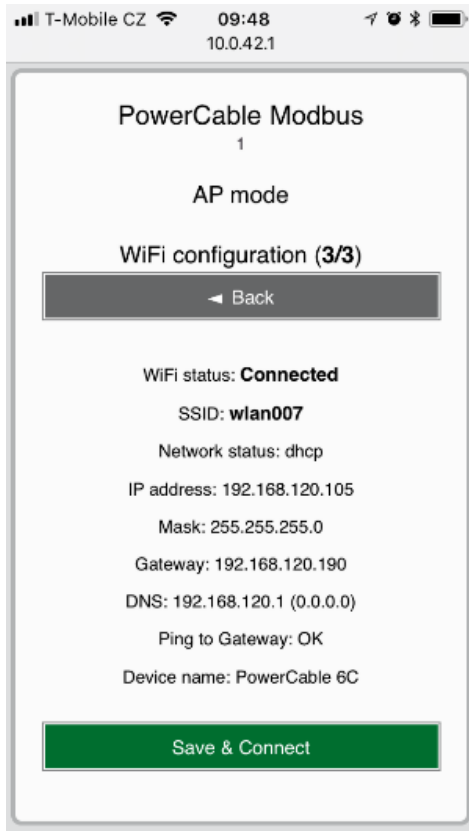 T-Mobile CZ 09:48
10.0.42.1
PowerCable Modbus
1
AP mode
WiFi configuration (3/3)
◄ Back
WiFi status: Connected
SSID: wlan007
Network status: dhcp
IP address: 192.168.120.105
Mask: 255.255.255.0
Gateway: 192.168.120.190
DNS: 192.168.120.1 (0.0.0.0)
Ping to Gateway: OK
Device name: PowerCable 6C
Save & Connect